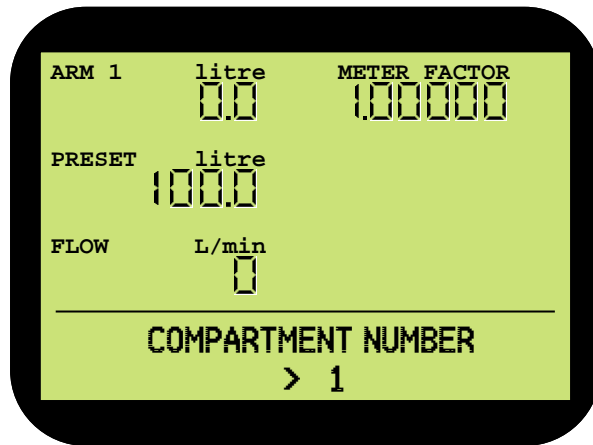 ARM 1 litre METER FACTOR
0.0 1.00000
PRESET litre
100.0
FLOW L/min
0
COMPARTMENT NUMBER
> 1